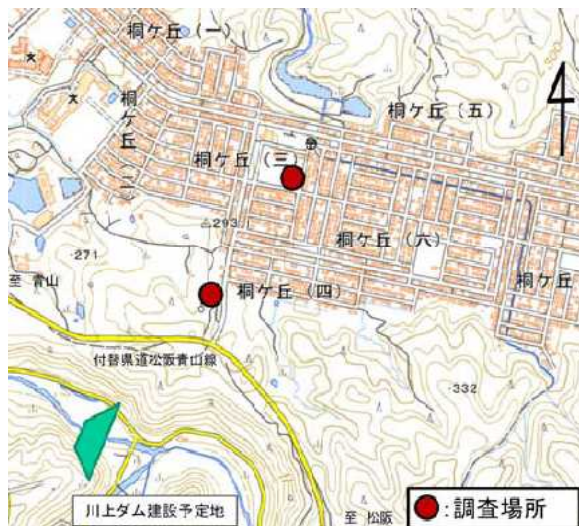 桐ケ丘（一）
桐ケ丘（二）
桐ケ丘（五）
桐ケ丘（三）
△293
桐ケ丘（六）
・271
至 青山
桐ケ丘
桐ケ丘（四）
付替県道松阪青山線
・332
川上ダム建設予定地
至 松阪
：調査場所